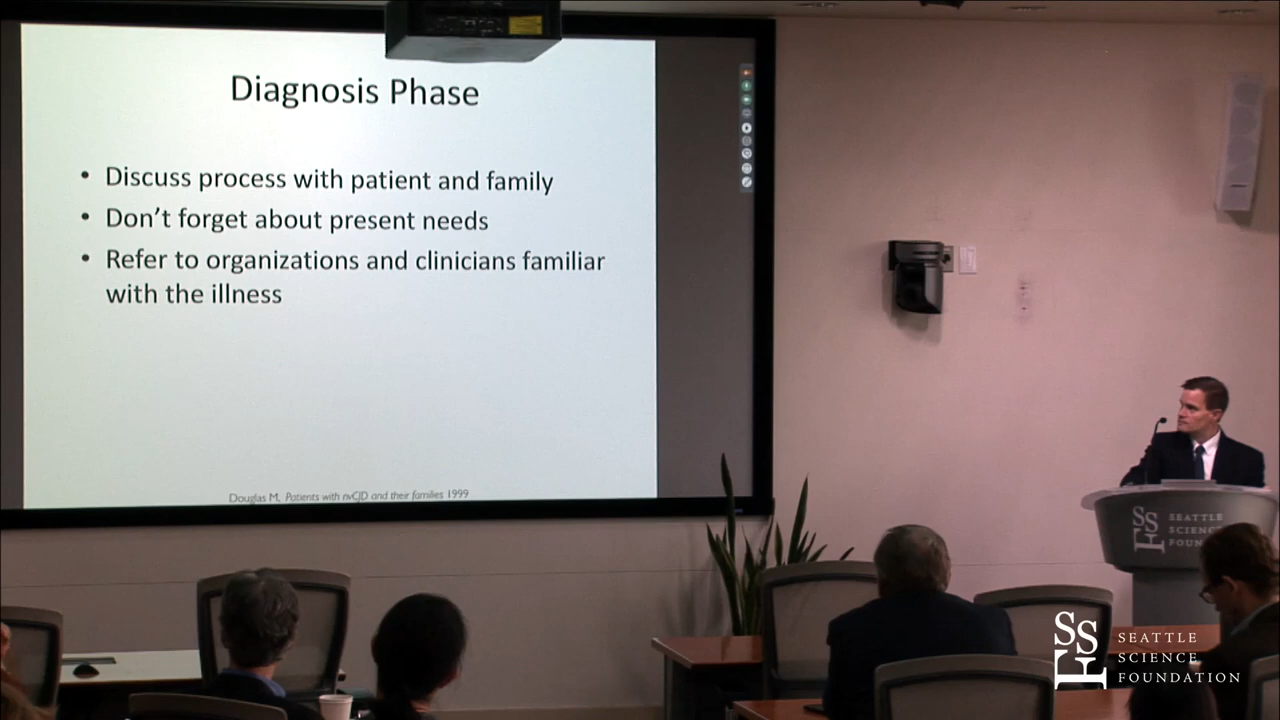 Diagnosis Phase
• Discuss process with patient and family
• Don't forget about present needs
• Refer to organizations and clinicians familiar
with the illness
Douglas M, Patients with nvCJD and their families 1999
SSF
SEATTLE
SCIENCE
FOUN
SSF
SEATTLE
SCIENCE
FOUNDATION